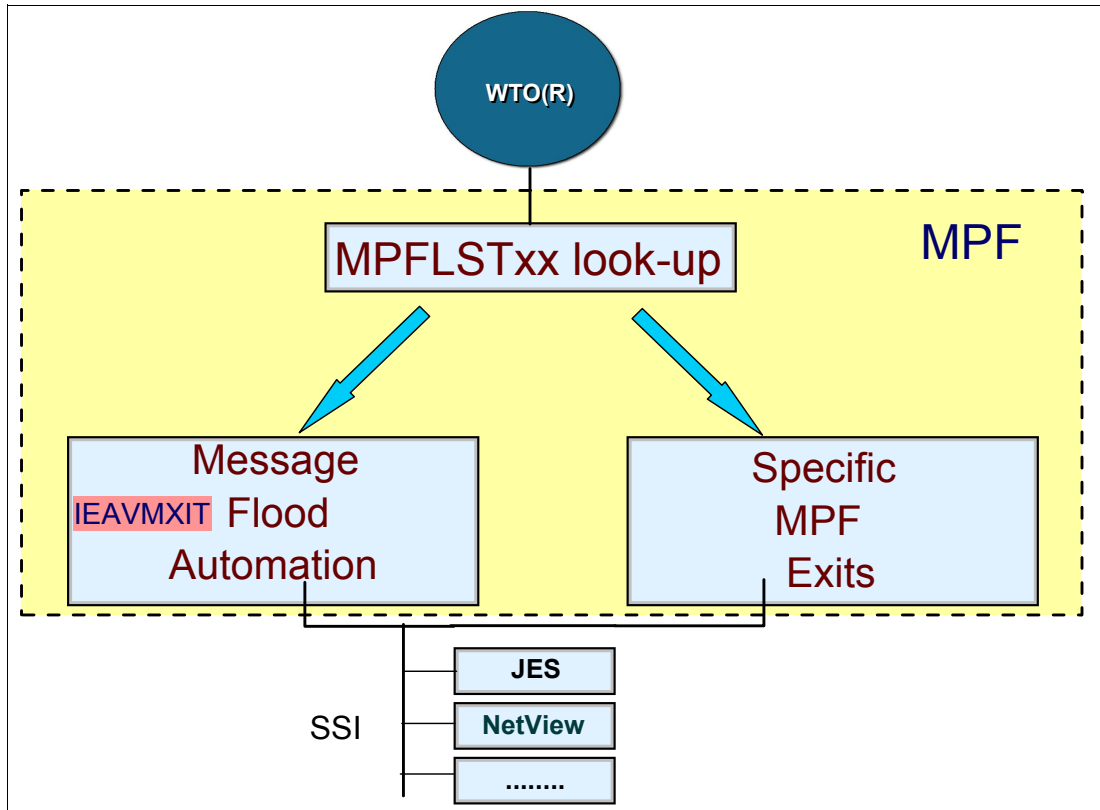 WTO(R)
MPF
MPFLSTxx look-up
Message
IEAVMXIT Flood
Automation
Specific
MPF
Exits
JES
SSI
NetView
........